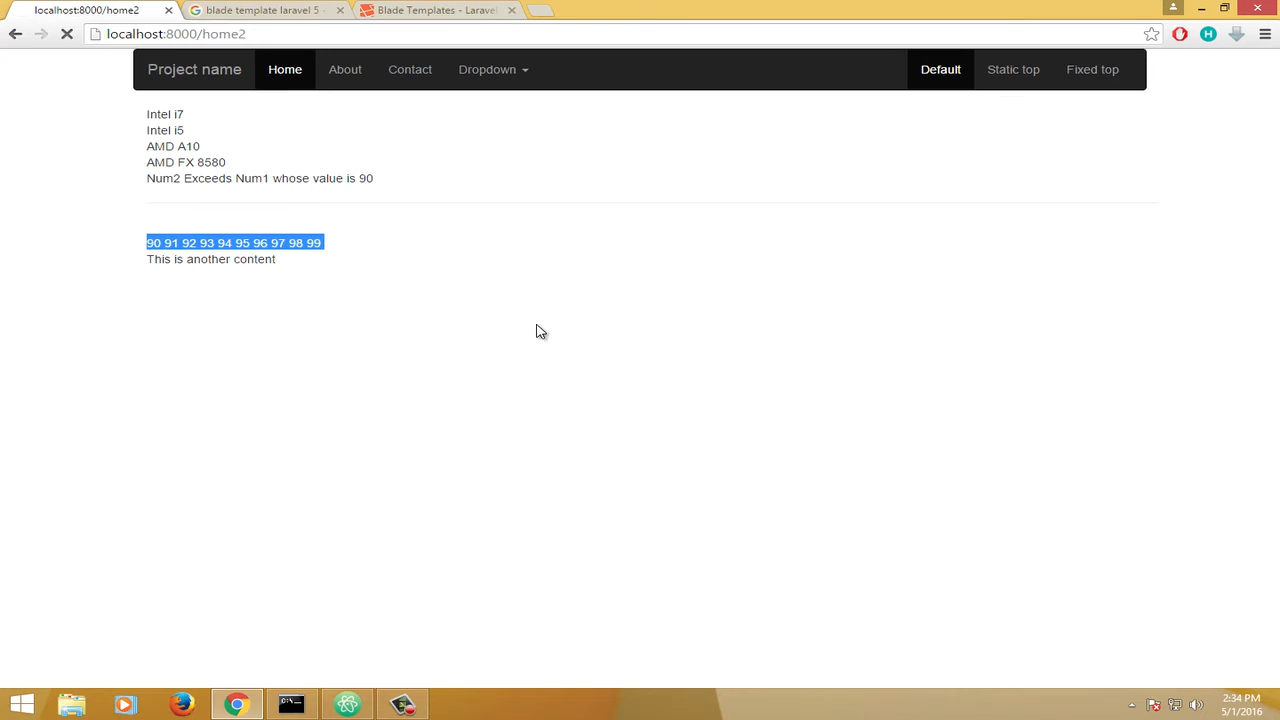 localhost:8000/home2
blade template laravel 5 -
Blade Templates - Laravel
localhost:8000/home2
Project name
Home
About
Contact
Dropdown
Default
Static top
Fixed top
Intel i7
Intel i5
AMD A10
AMD FX 8580
Num2 Exceeds Num1 whose value is 90
90 91 92 93 94 95 96 97 98 99
This is another content
2:34 PM
5/1/2016